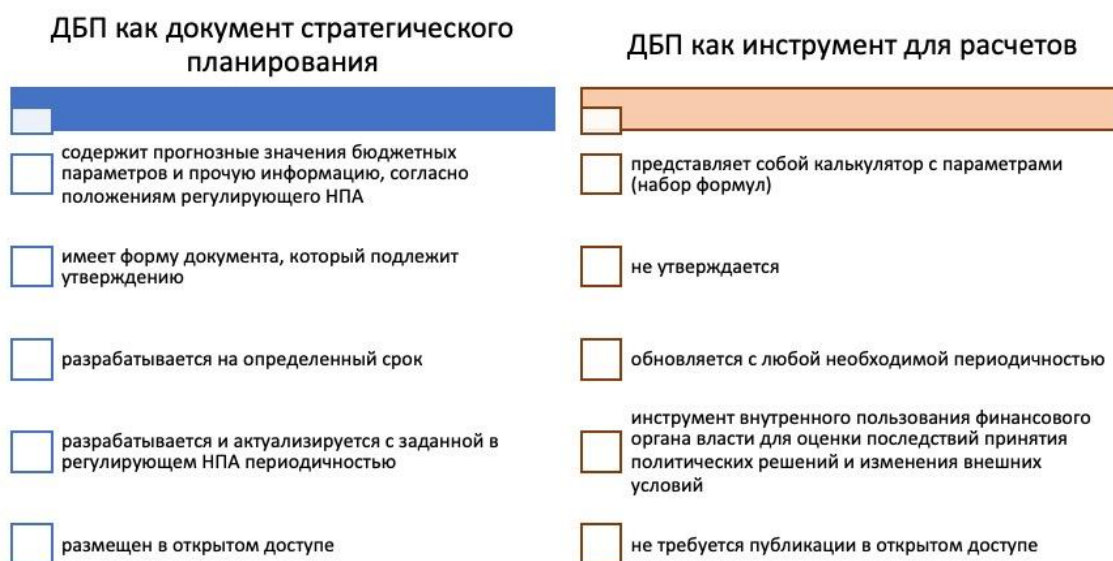 ДБП как документ стратегического
планирования
содержит прогнозные значения бюджетных
параметров и прочую информацию, согласно
положениям регулирующего НПА
имеет форму документа, который подлежит
утверждению
разрабатывается на определенный срок
разрабатывается и актуализируется с заданной в
регулирующем НПА периодичностью
размещен в открытом доступе
ДБП как инструмент для расчетов
представляет собой калькулятор с параметрами
(набор формул)
не утверждается
обновляется с любой необходимой периодичностью
инструмент внутренного пользования финансового
органа власти для оценки последствий принятия
политических решений и изменения внешних
условий
не требуется публикации в открытом доступе